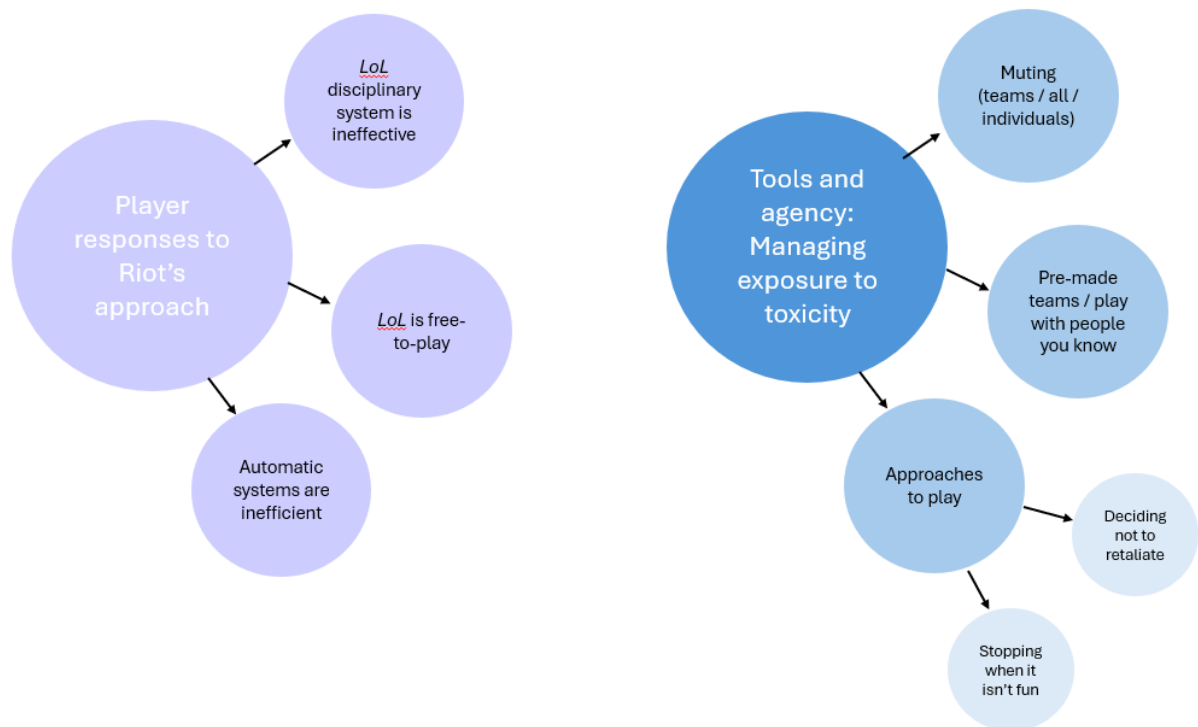 Player
responses to
Riot's
approach
LoL
disciplinary
system is
ineffective
LoL is free-
to-play
Automatic
systems are
inefficient
Tools and
agency:
Managing
exposure to
toxicity
Muting
(teams / all /
individuals)
Pre-made
teams / play
with people
you know
Approaches
to play
Deciding
not to
retaliate
Stopping
when it
isn't fun